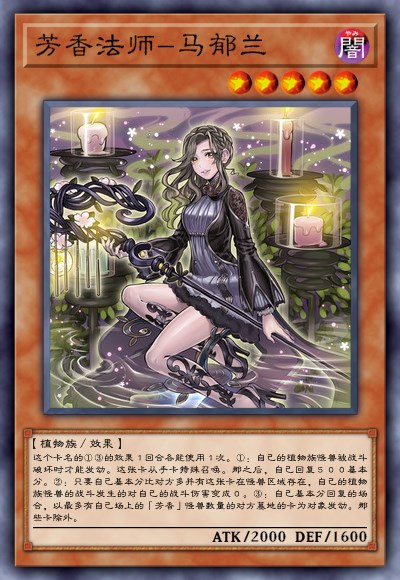 芳香法师-马郁兰
やみ
闇
【植物族/效果】
这个卡名的①③的效果1回合各能使用1次。①：自己的植物族怪兽被战斗
破坏时才能发动。这张卡从手卡特殊召唤。那之后，自己回复500基本
分。②：只要自己基本分比对方多并有这张卡在怪兽区域存在，自己的植物
族怪兽的战斗发生的对自己的战斗伤害变成0。③：自己基本分回复的场
合，以最多有自己场上的「芳香」怪兽数量的对方墓地的卡为对象发动。那
些卡除外。
ATK/2000 DEF/1600